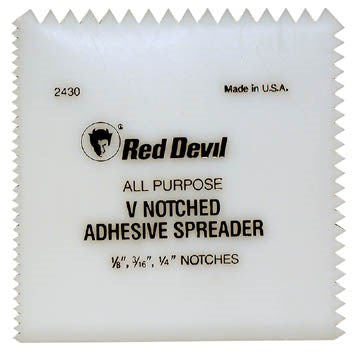 2430 Made in U.S.A.
® Red Devil
ALL PURPOSE
V NOTCHED
ADHESIVE SPREADER
1/8", 3/16", 1/4" NOTCHES